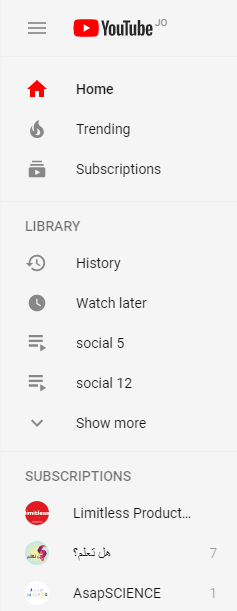 YouTube JO
Home
Trending
Subscriptions
LIBRARY
History
Watch later
social 5
social 12
Show more
SUBSCRIPTIONS
limitless
Limitless Product...
هل تعلم؟ 7
AsapSCIENCE 1